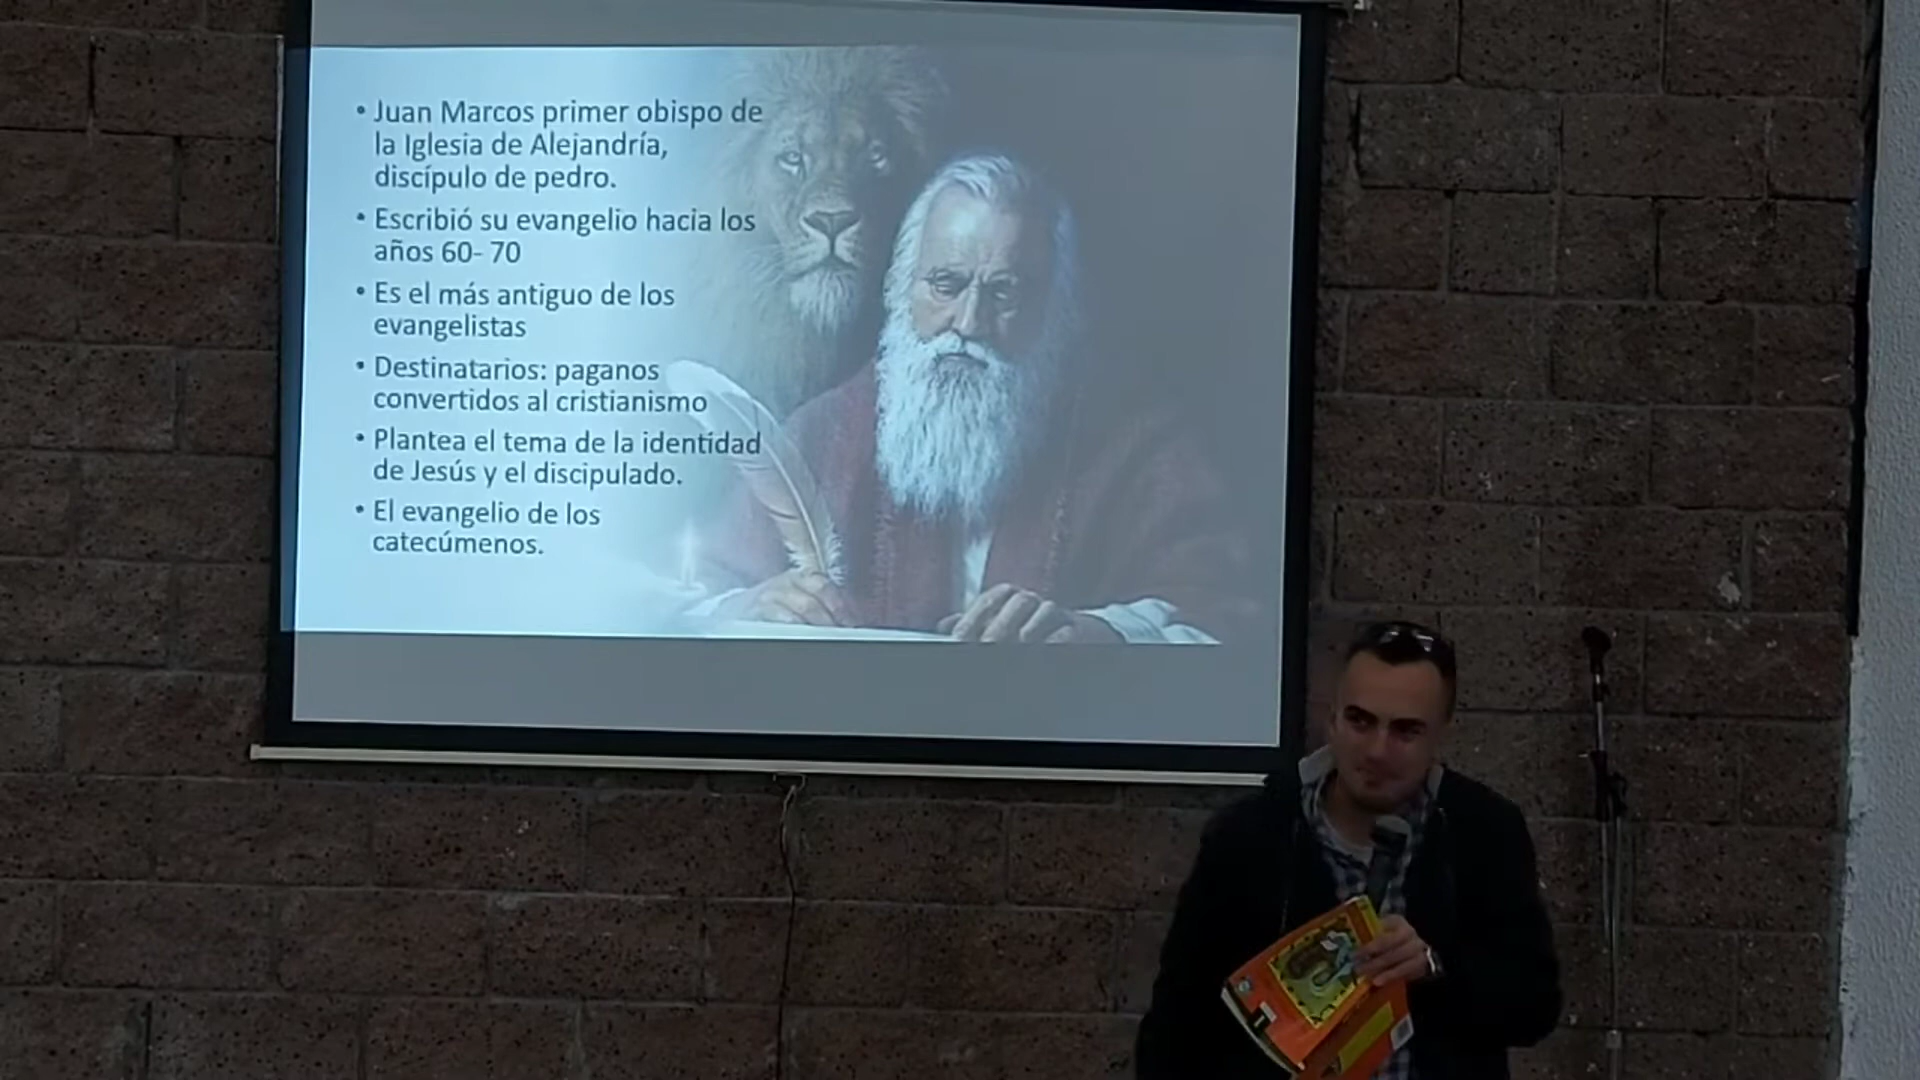 • Juan Marcos primer obispo de
la Iglesia de Alejandría,
discípulo de pedro.
• Escribió su evangelio hacia los
años 60- 70
• Es el más antiguo de los
evangelistas
• Destinatarios: paganos
convertidos al cristianismo
• Plantea el tema de la identidad
de Jesús y el discipulado.
• El evangelio de los
catecúmenos.